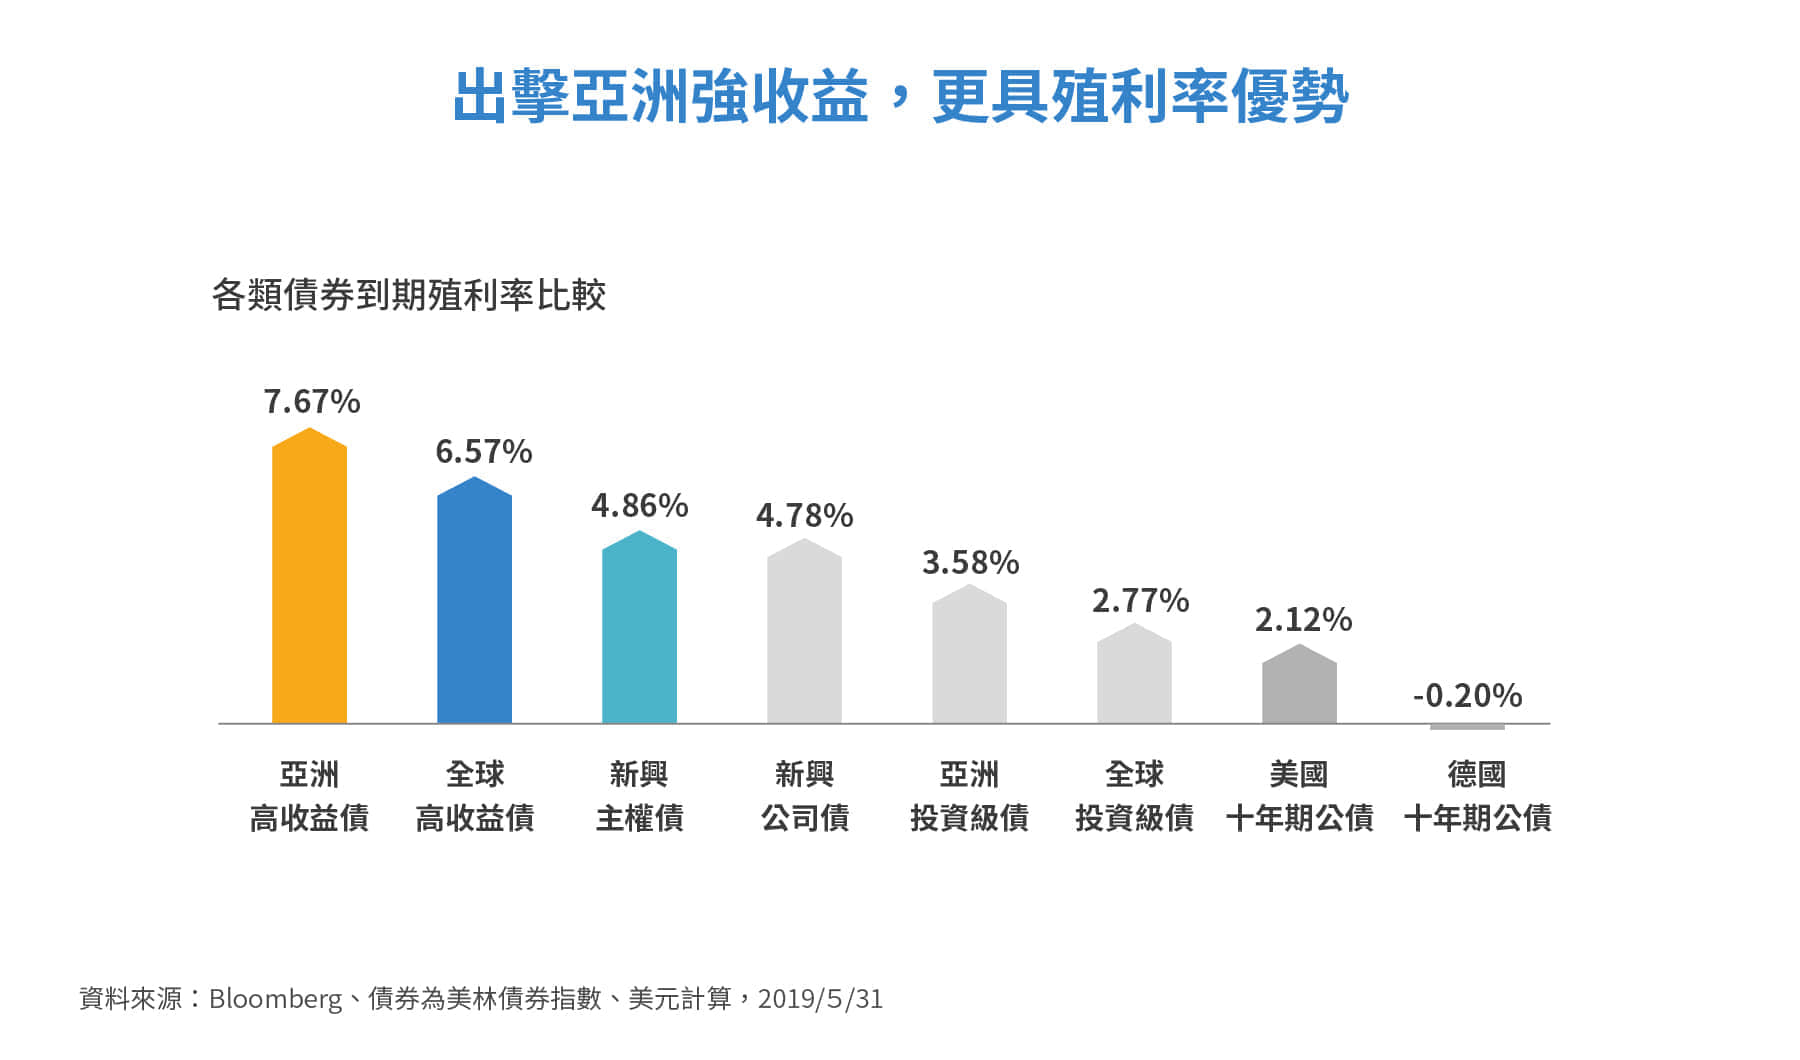 出擊亞洲強收益，更具殖利率優勢
各類債券到期殖利率比較
7.67%
6.57%
4.86%
4.78%
3.58%
2.77%
2.12%
-0.20%
亞洲
高收益債
全球
高收益債
新興
主權債
新興
公司債
亞洲
投資級債
全球
投資級債
美國
十年期公債
德國
十年期公債
資料來源：Bloomberg、債券為美林債券指數、美元計算，2019/5/31